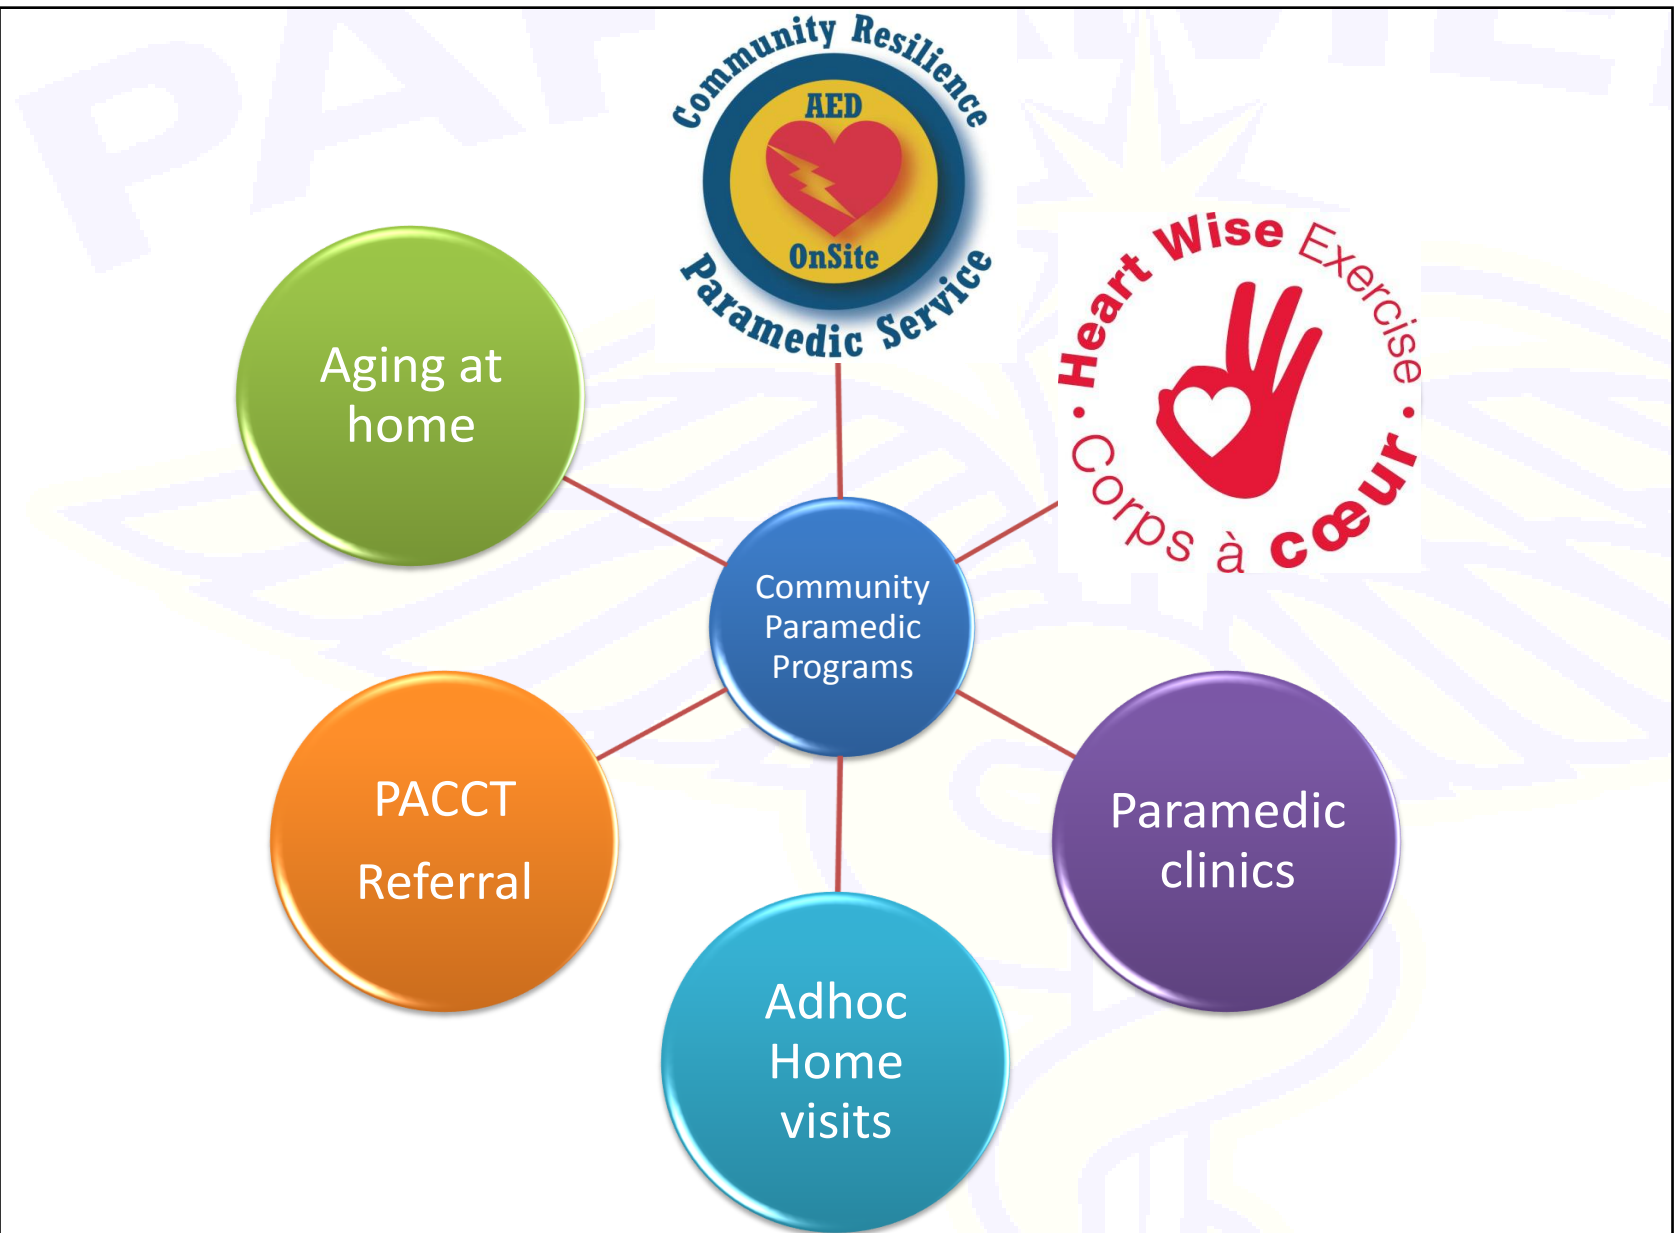 Community Resilience
AED
OnSite
Paramedic Service
Heart Wise Exercise
Corps à cœur
Aging at
home
Community
Paramedic
Programs
PACCT
Referral
Paramedic
clinics
Adhoc
Home
visits